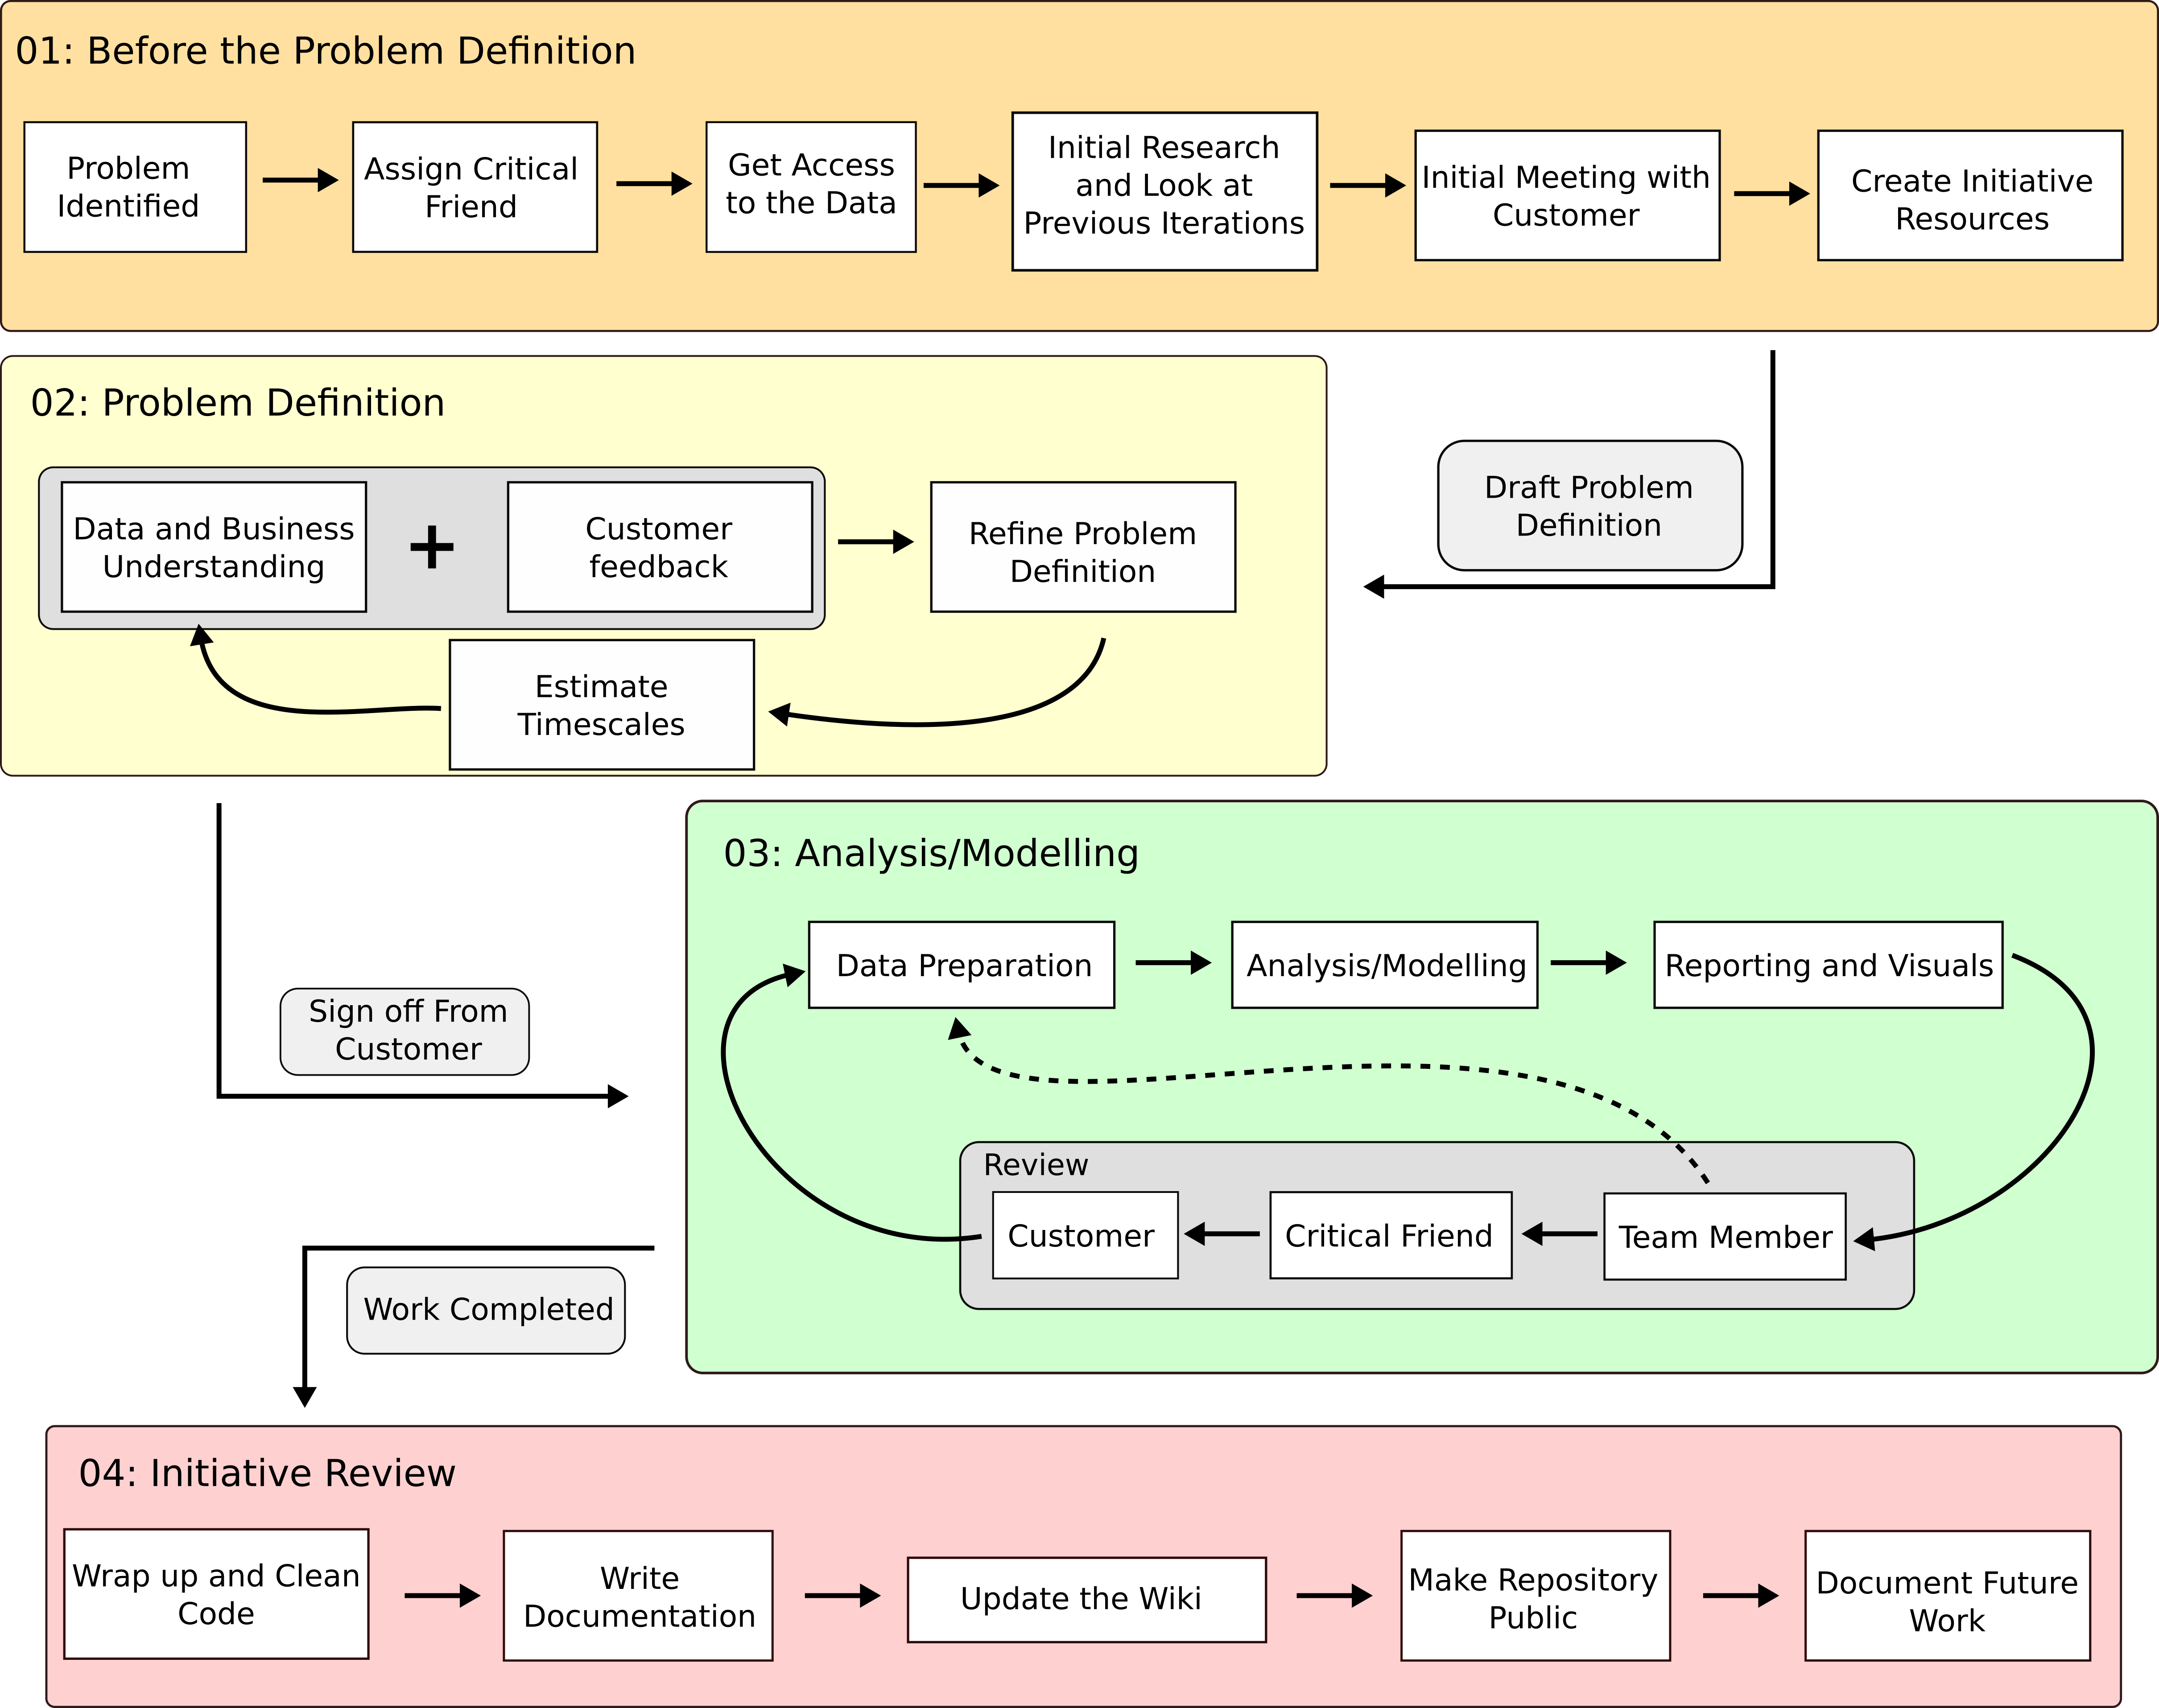 01: Before the Problem Definition
Problem
Identified
Assign Critical
Friend
Get Access
to the Data
Initial Research
and Look at
Previous Iterations
Initial Meeting with
Customer
Create Initiative
Resources
02: Problem Definition
Data and Business
Understanding
+
Customer
feedback
Refine Problem
Definition
Estimate
Timescales
Draft Problem
Definition
03: Analysis/Modelling
Data Preparation
Analysis/Modelling
Reporting and Visuals
Review
Customer
Critical Friend
Team Member
Sign off From
Customer
Work Completed
04: Initiative Review
Wrap up and Clean
Code
Write
Documentation
Update the Wiki
Make Repository
Public
Document Future
Work